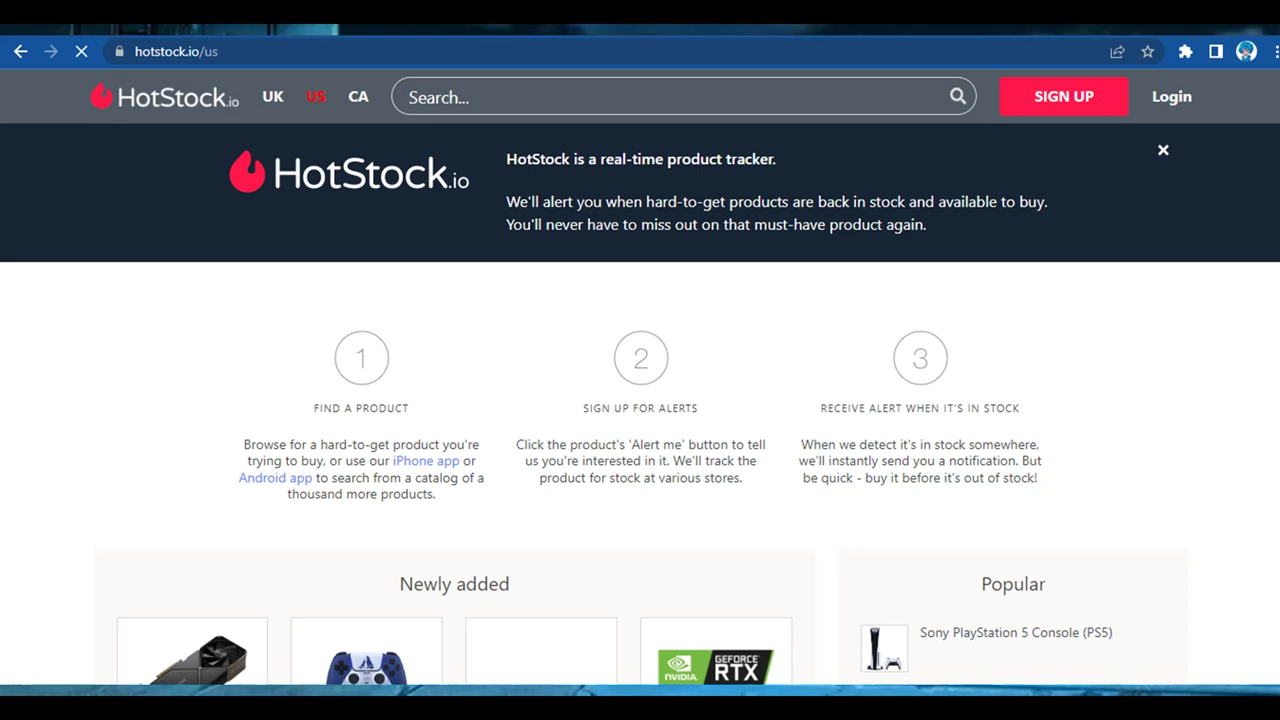 hotstock.io/us
HotStock.io UK US CA Search... SIGN UP Login
HotStock.io
HotStock is a real-time product tracker.
We'll alert you when hard-to-get products are back in stock and available to buy.
You'll never have to miss out on that must-have product again.
1
FIND A PRODUCT
Browse for a hard-to-get product you're
trying to buy, or use our iPhone app or
Android app to search from a catalog of a
thousand more products.
2
SIGN UP FOR ALERTS
Click the product's 'Alert me' button to tell
us you're interested in it. We'll track the
product for stock at various stores.
3
RECEIVE ALERT WHEN IT'S IN STOCK
When we detect it's in stock somewhere,
we'll instantly send you a notification. But
be quick - buy it before it's out of stock!
Newly added
NVIDIA.
GEFORCE
RTX
Popular
Sony PlayStation 5 Console (PS5)